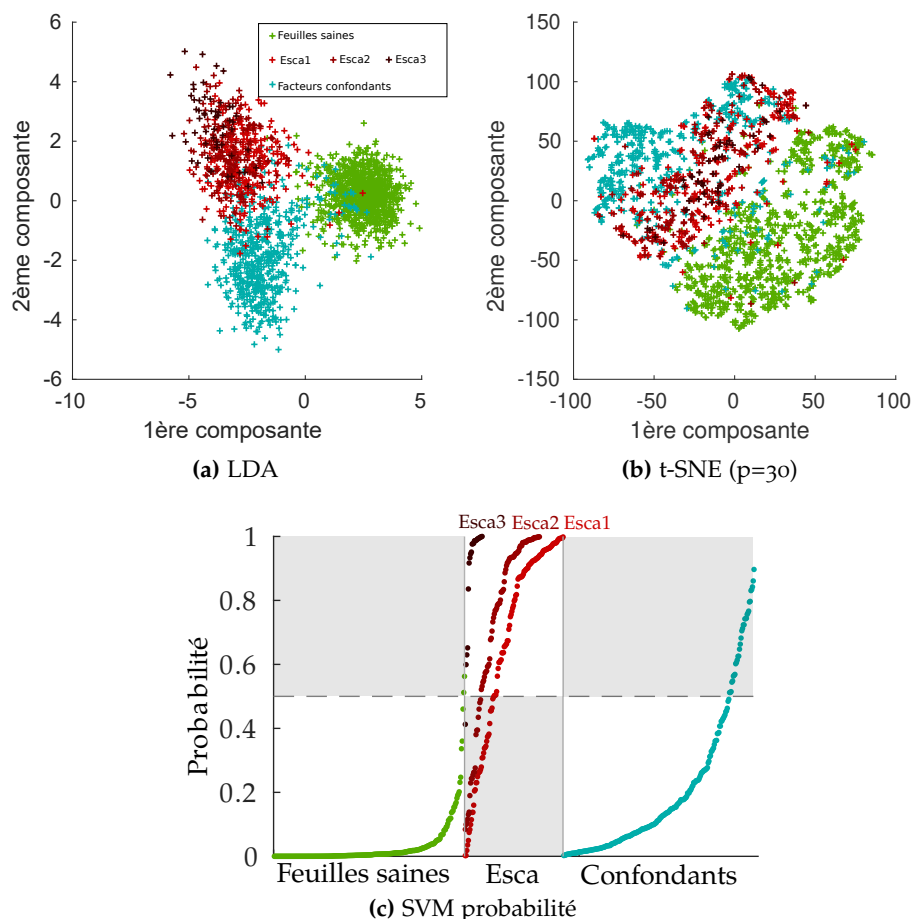 6
4
2
0
-2
-4
-6
-10
-5
0
5
2ème composante
1ère composante
Feuilles saines
Esca1 Esca2 Esca3
Facteurs confondants
(a) LDA
150
100
50
0
-50
-100
-150
-100
-50
0
50
100
2ème composante
1ère composante
(b) t-SNE (p=30)
Esca3 Esca2 Esca1
1
0.8
0.6
0.4
0.2
0
Probabilité
Feuilles saines Esca Confondants
(c) SVM probabilité